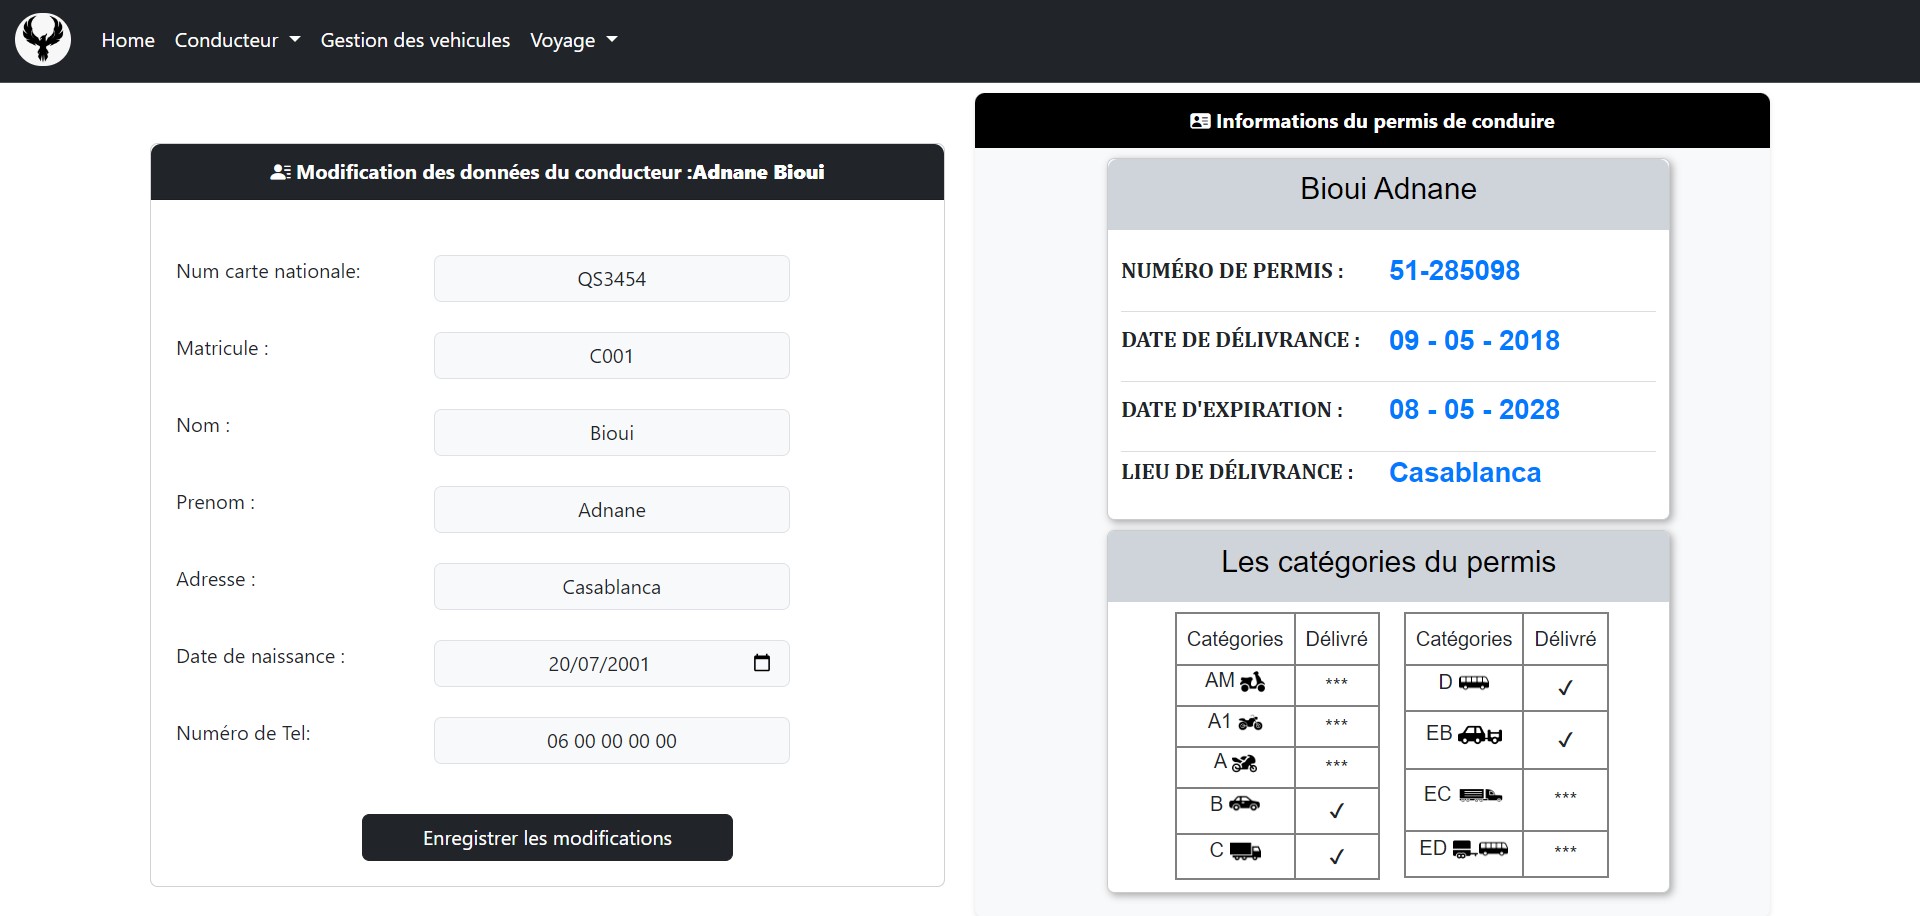 Home Conducteur Gestion des vehicules Voyage
Modification des données du conducteur :Adnane Bioui
Num carte nationale: QS3454
Matricule : C001
Nom : Bioui
Prenom : Adnane
Adresse : Casablanca
Date de naissance : 20/07/2001
Numéro de Tel: 06 00 00 00 00
Enregistrer les modifications
Informations du permis de conduire
Bioui Adnane
NUMÉRO DE PERMIS : 51-285098
DATE DE DÉLIVRANCE : 09 - 05 - 2018
DATE D'EXPIRATION : 08 - 05 - 2028
LIEU DE DÉLIVRANCE : Casablanca
Les catégories du permis
Catégories Délivré
AM ***
A1 ***
A ***
B ✓
C ✓
Catégories Délivré
D ✓
EB ✓
EC ***
ED ***